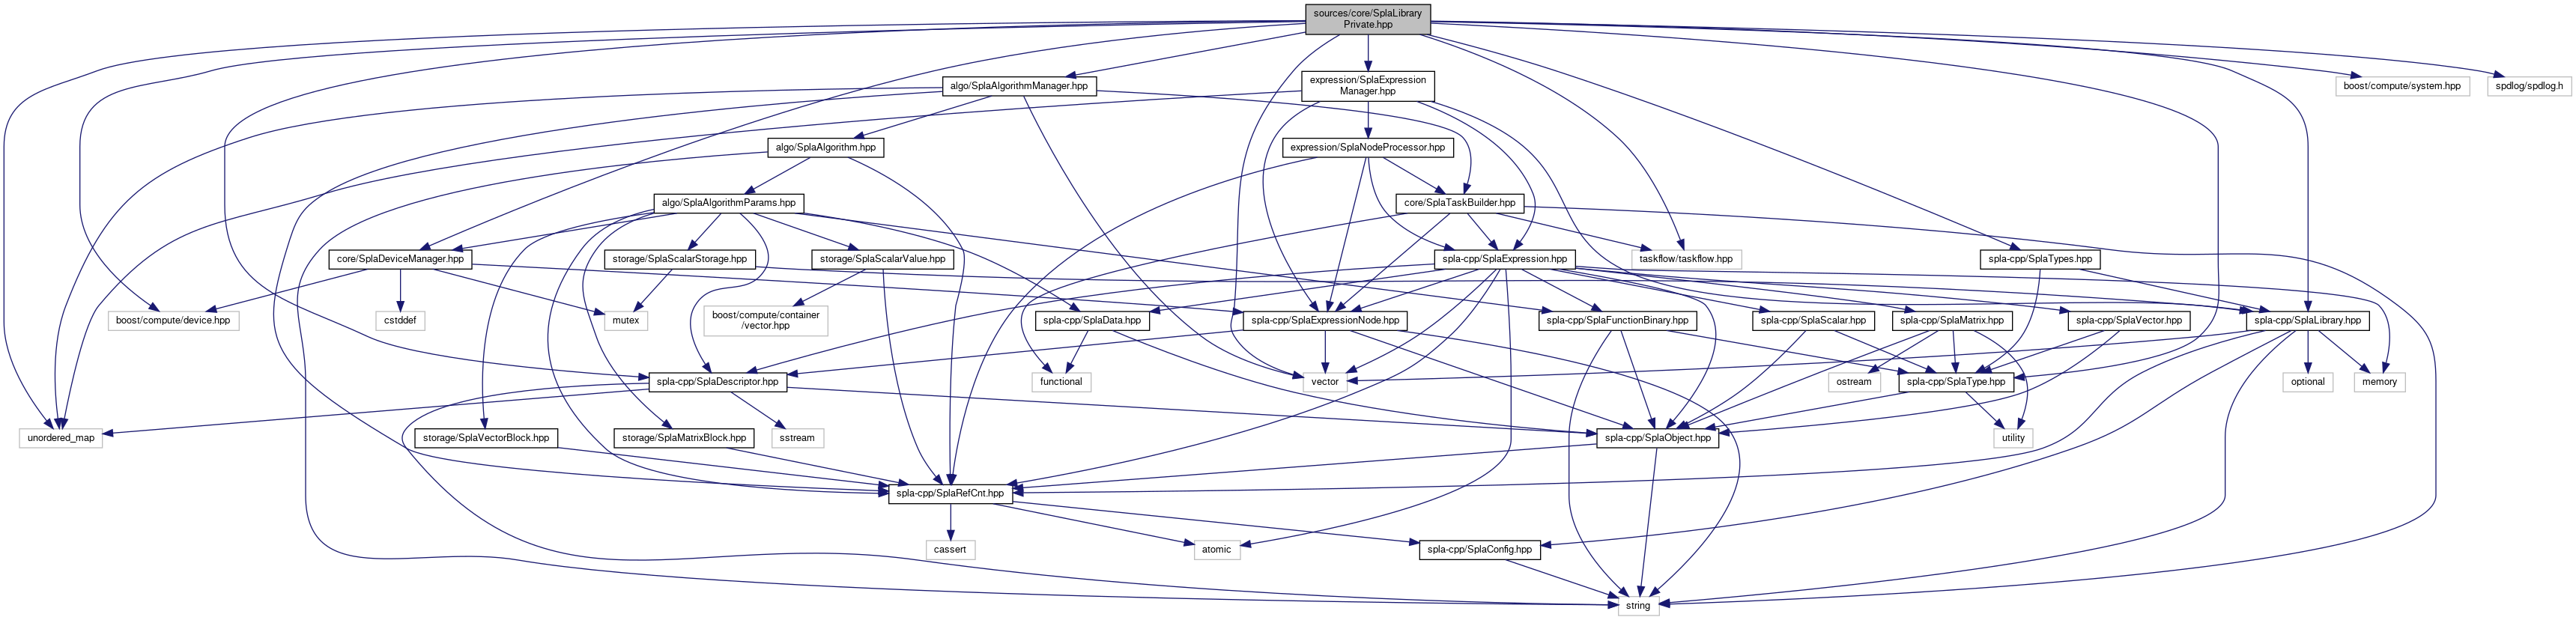 sources/core/SplaLibrary
Private.hpp
algo/SplaAlgorithmManager.hpp
expression/SplaExpression
Manager.hpp
boost/compute/system.hpp
spdlog/spdlog.h
algo/SplaAlgorithm.hpp
expression/SplaNodeProcessor.hpp
algo/SplaAlgorithmParams.hpp
core/SplaTaskBuilder.hpp
core/SplaDeviceManager.hpp
storage/SplaScalarStorage.hpp
storage/SplaScalarValue.hpp
spla-cpp/SplaExpression.hpp
taskflow/taskflow.hpp
spla-cpp/SplaTypes.hpp
boost/compute/device.hpp
cstddef
mutex
boost/compute/container
/vector.hpp
spla-cpp/SplaData.hpp
spla-cpp/SplaExpressionNode.hpp
spla-cpp/SplaFunctionBinary.hpp
spla-cpp/SplaScalar.hpp
spla-cpp/SplaMatrix.hpp
spla-cpp/SplaVector.hpp
spla-cpp/SplaLibrary.hpp
spla-cpp/SplaDescriptor.hpp
functional
vector
ostream
spla-cpp/SplaType.hpp
optional
memory
unordered_map
storage/SplaVectorBlock.hpp
storage/SplaMatrixBlock.hpp
sstream
spla-cpp/SplaObject.hpp
utility
spla-cpp/SplaRefCnt.hpp
cassert
atomic
spla-cpp/SplaConfig.hpp
string